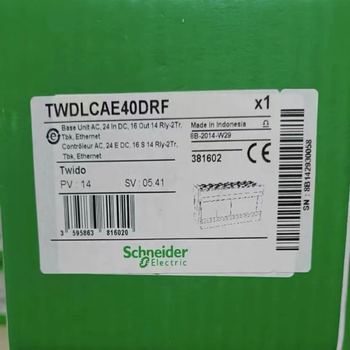 TWDLCAE40DRF
x1
Base Unit AC, 24 In DC, 16 Out 14 Rly-2Tr,
Tbk, Ethernet
Contrôleur AC, 24 E DC, 16 S 14 Rly-2Tr,
Tbk, Ethernet
Twido
PV : 14 SV : 05.41
Made in Indonesia
8B-2014-W29
381602
3 595863 816020
Schneider
Electric
SN : 8B142930058